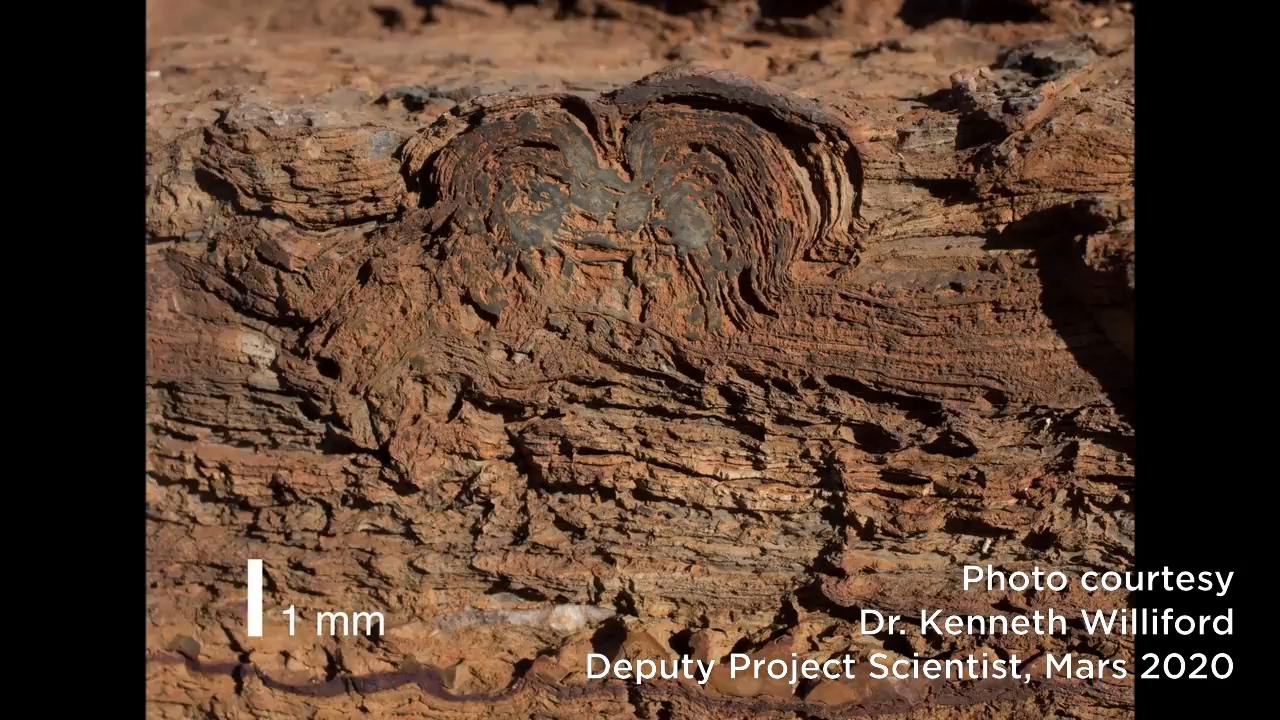 1 mm
Photo courtesy
Dr. Kenneth Williford
Deputy Project Scientist, Mars 2020